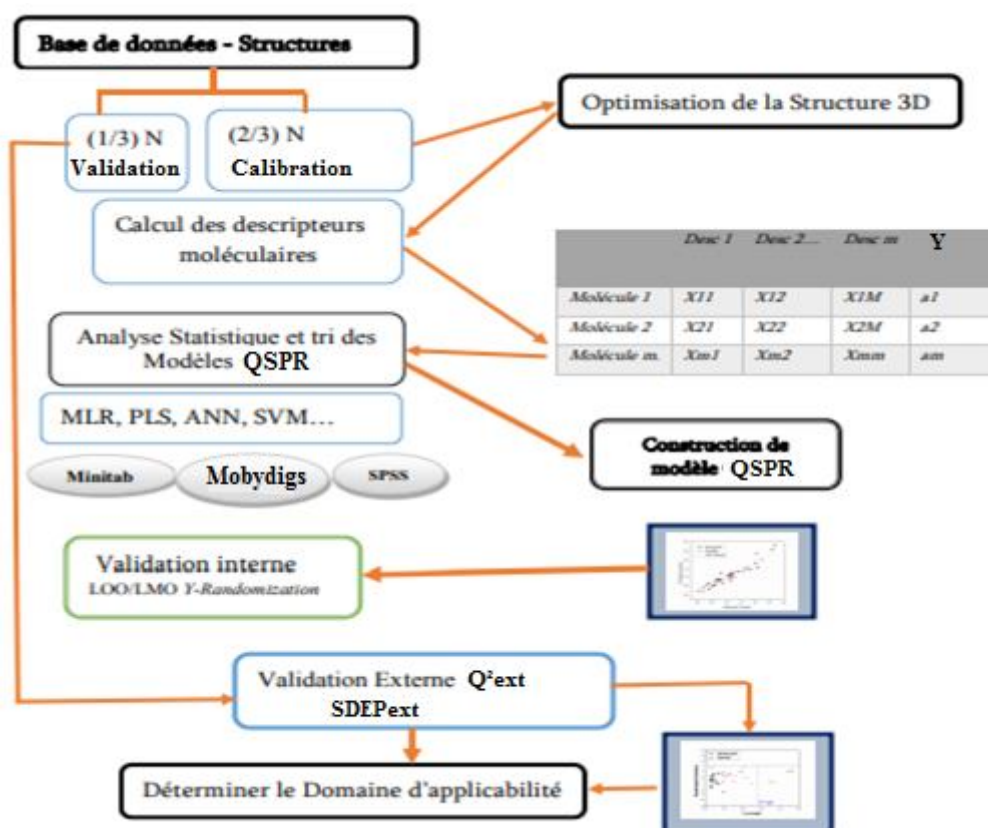 Base de données - Structures
Optimisation de la Structure 3D
(1/3) N
Validation
(2/3) N
Calibration
Calcul des descripteurs
moléculaires
Desc 1 Desc 2... Desc m Y
Molécule 1 X11 X12 X1M a1
Molécule 2 X21 X22 X2M a2
Molécule m. Xm1 Xm2 Xmm am
Analyse Statistique et tri des
Modèles QSPR
MLR, PLS, ANN, SVM...
Minitab
Mobydigs
SPSS
Construction de
modèle QSPR
Validation interne
LOO/LMO Y-Randomization
Validation Externe Q²ext
SDEPext
Déterminer le Domaine d'applicabilité